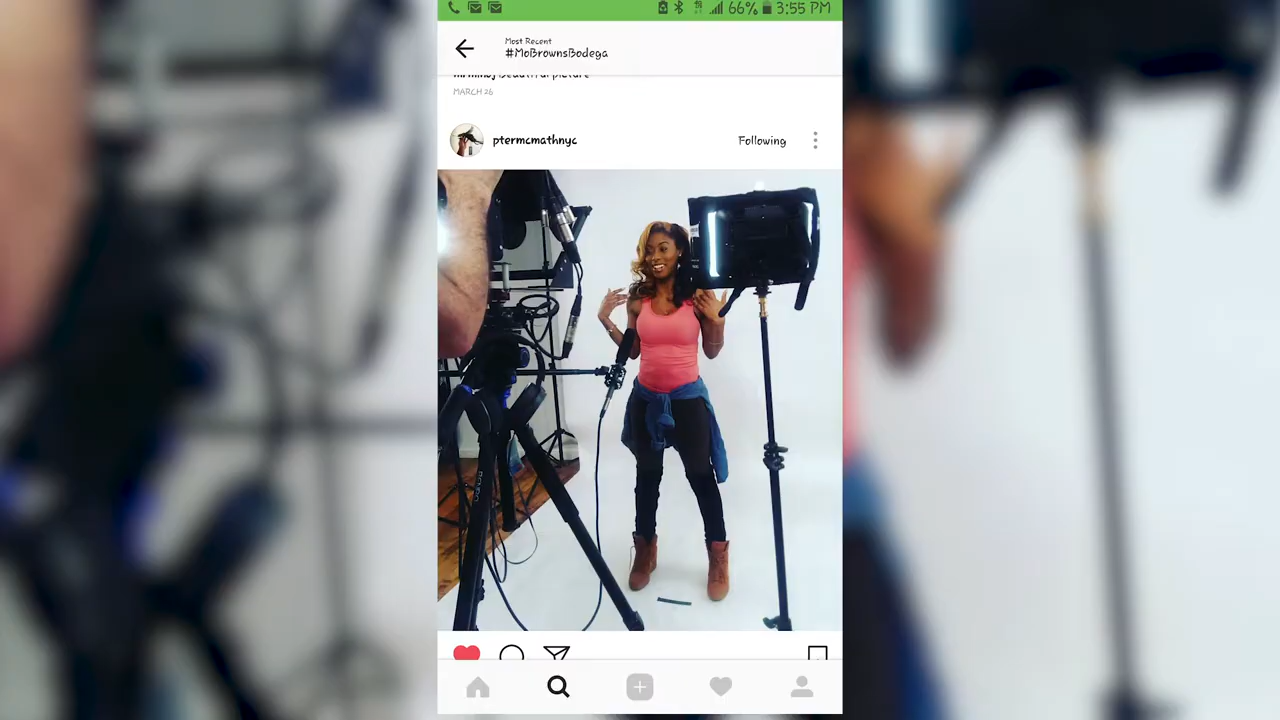 66% 3:55 PM
Most Recent
#MoBrownsBodega
MARCH 26
ptermcmathnyc
Following